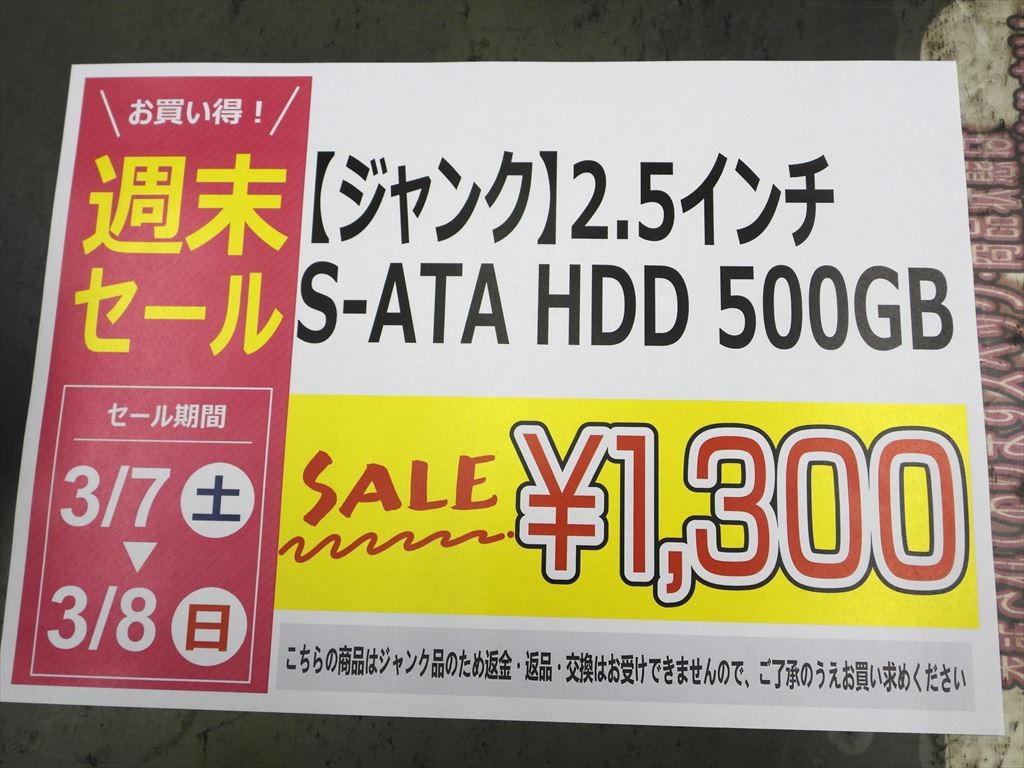 お買い得！
週末
セール
セール期間
3/7 土
▼
3/8 日
【ジャンク】2.5インチ
S-ATA HDD 500GB
SALE ¥1,300
こちらの商品はジャンク品のため返金・返品・交換はお受けできませんので、ご了承のうえお買い求めください